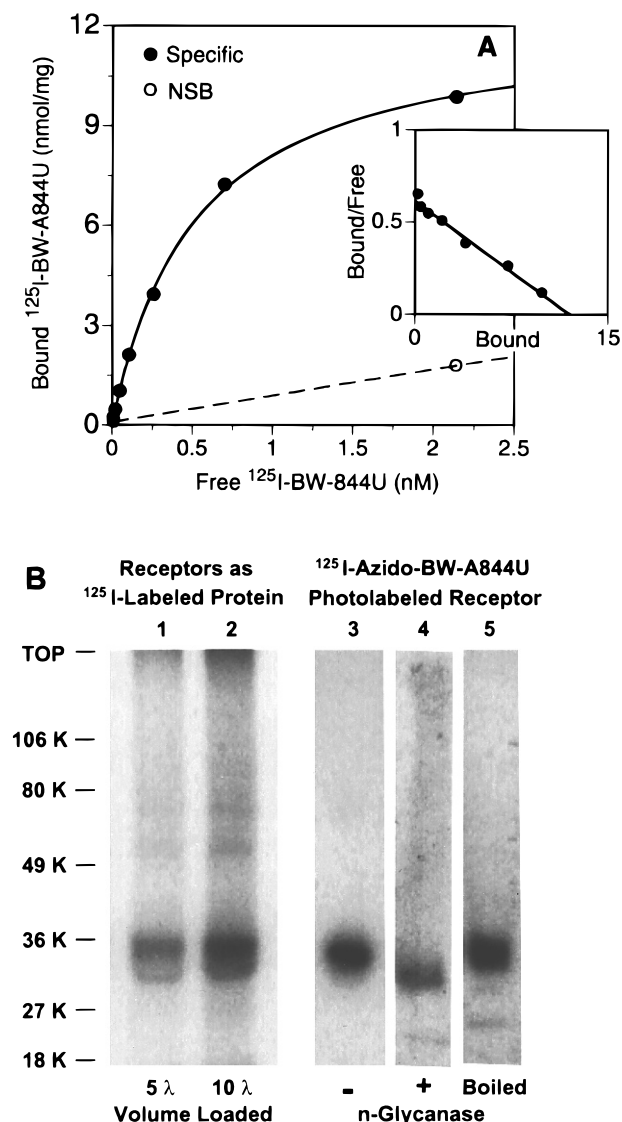 A
12
9
6
3
0
Bound ¹²⁵I-BW-A844U (nmol/mg)
● Specific
○ NSB
1
0.5
0
Bound/Free
0 Bound 15
0 0.5 1 1.5 2 2.5
Free ¹²⁵I-BW-844U (nM)
B
Receptors as
¹²⁵I-Labeled Protein
1 2
¹²⁵I-Azido-BW-A844U
Photolabeled Receptor
3 4 5
TOP
106 K
80 K
49 K
36 K
27 K
18 K
5 λ 10 λ
Volume Loaded
- + Boiled
n-Glycanase